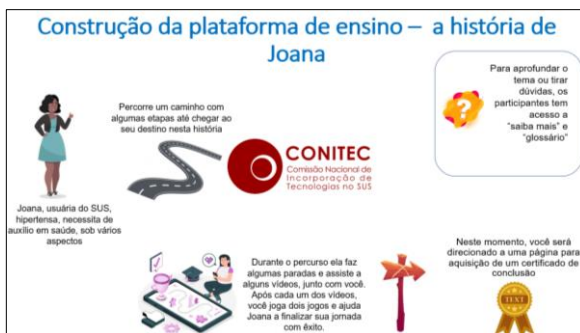 Construção da plataforma de ensino – a história de
Joana
Percorre um caminho com
algumas etapas até chegar ao
seu destino nesta história
CONITEC
Comissão Nacional de
Incorporação de
Tecnologias no SUS
?
Para aprofundar o
tema ou tirar
dúvidas, os
participantes tem
acesso a
“saiba mais” e
“glossário”
Joana, usuária do SUS,
hipertensa, necessita de
auxílio em saúde, sob vários
aspectos
Durante o percurso ela faz
algumas paradas e assiste a
alguns vídeos, junto com você.
Após cada um dos vídeos,
você joga dois jogos e ajuda
Joana a finalizar sua jornada
com êxito.
Neste momento, você será
direcionado a uma página para
aquisição de um certificado de
conclusão
TEXT